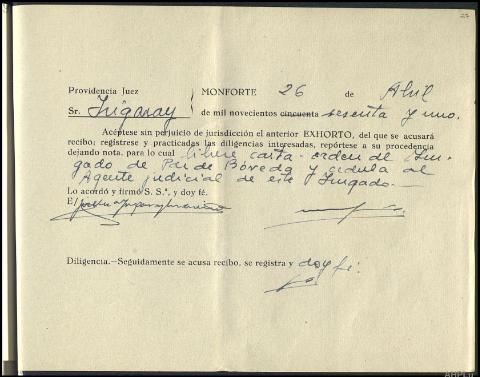 Providencia Juez MONFORTE 26 de Abril
Sr. Irigaray de mil novecientos cincuenta sesenta y uno.
Acéptese sin perjuicio de jurisdicción el anterior EXHORTO, del que se acusará
recibo; regístrese y practicadas las diligencias interesadas, repórtese a su procedencia
dejando nota, para lo cual líbrese carta-orden al Juz-
gado de Paz de Bóveda y cédula al
Agente judicial de este Juzgado.—
Lo acordó y firmó S. S.ª, y doy fé.
E/
Diligencia.—Seguidamente se acusa recibo, se registra y doy fé.